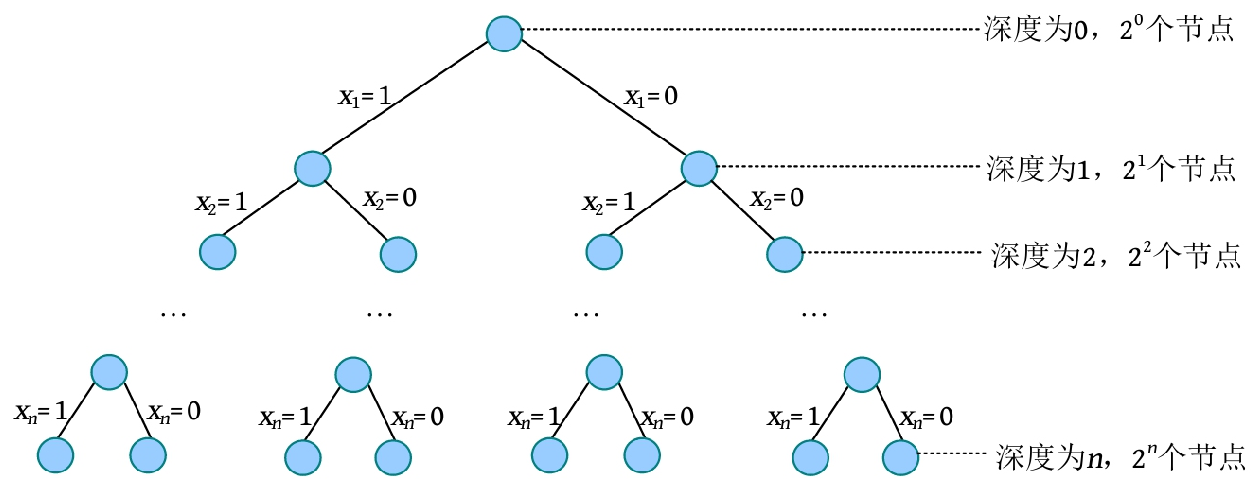 深度为0，2⁰个节点
x₁=1
x₁=0
深度为1，2¹个节点
x₂=1
x₂=0
x₂=1
x₂=0
深度为2，2²个节点
...
...
...
...
xₙ=1
xₙ=0
xₙ=1
xₙ=0
xₙ=1
xₙ=0
xₙ=1
xₙ=0
深度为n，2ⁿ个节点